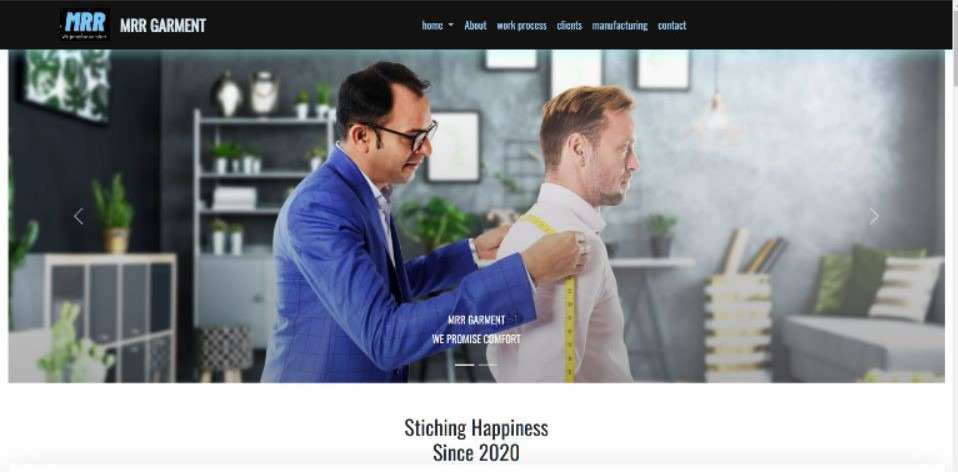 MRR
MRR GARMENT
home About work process clients manufacturing contact
MRR GARMENT
WE PROMISE COMFORT
Stiching Happiness
Since 2020